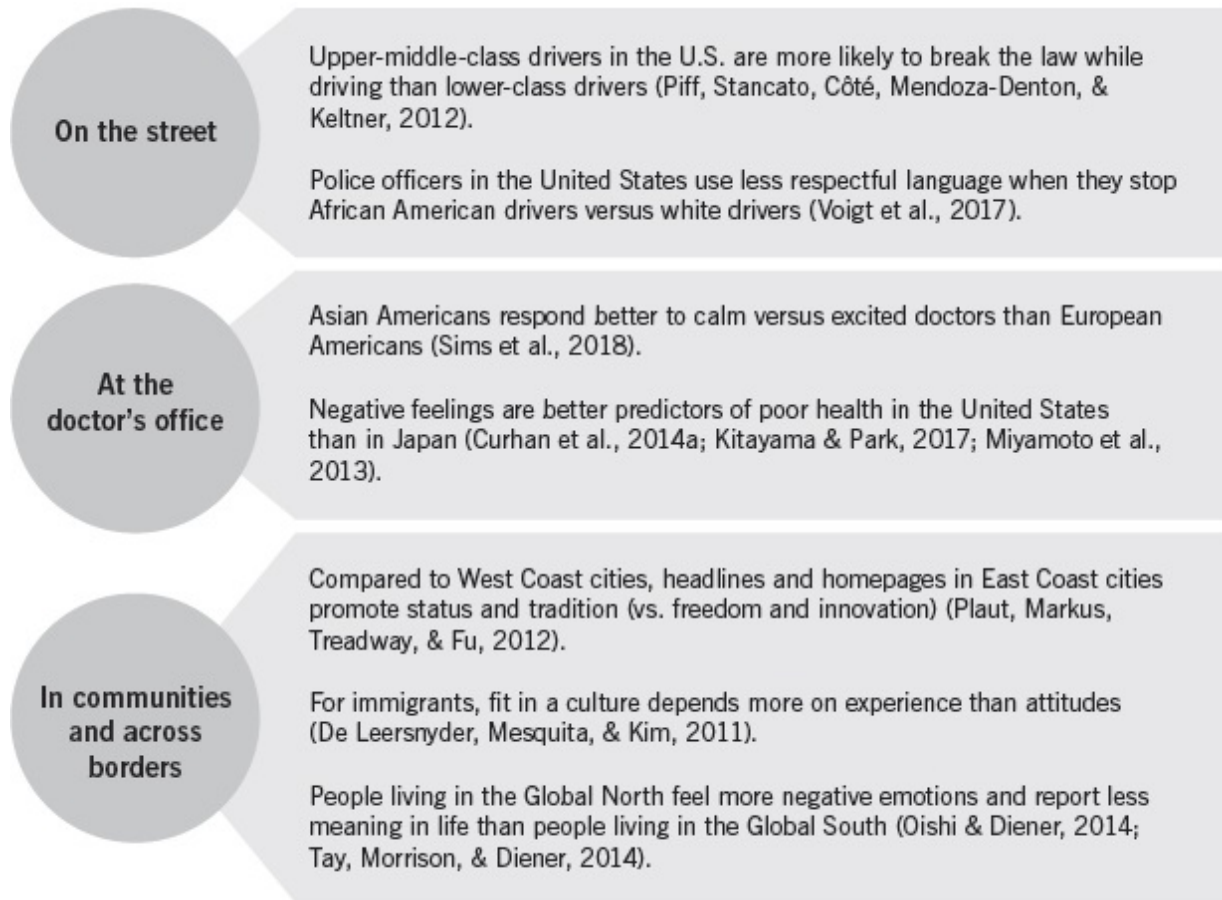 On the street
Upper-middle-class drivers in the U.S. are more likely to break the law while
driving than lower-class drivers (Piff, Stancato, Côté, Mendoza-Denton, &
Keltner, 2012).
Police officers in the United States use less respectful language when they stop
African American drivers versus white drivers (Voigt et al., 2017).
At the
doctor's office
Asian Americans respond better to calm versus excited doctors than European
Americans (Sims et al., 2018).
Negative feelings are better predictors of poor health in the United States
than in Japan (Curhan et al., 2014a; Kitayama & Park, 2017; Miyamoto et al.,
2013).
In communities
and across
borders
Compared to West Coast cities, headlines and homepages in East Coast cities
promote status and tradition (vs. freedom and innovation) (Plaut, Markus,
Treadway, & Fu, 2012).
For immigrants, fit in a culture depends more on experience than attitudes
(De Leersnyder, Mesquita, & Kim, 2011).
People living in the Global North feel more negative emotions and report less
meaning in life than people living in the Global South (Oishi & Diener, 2014;
Tay, Morrison, & Diener, 2014).